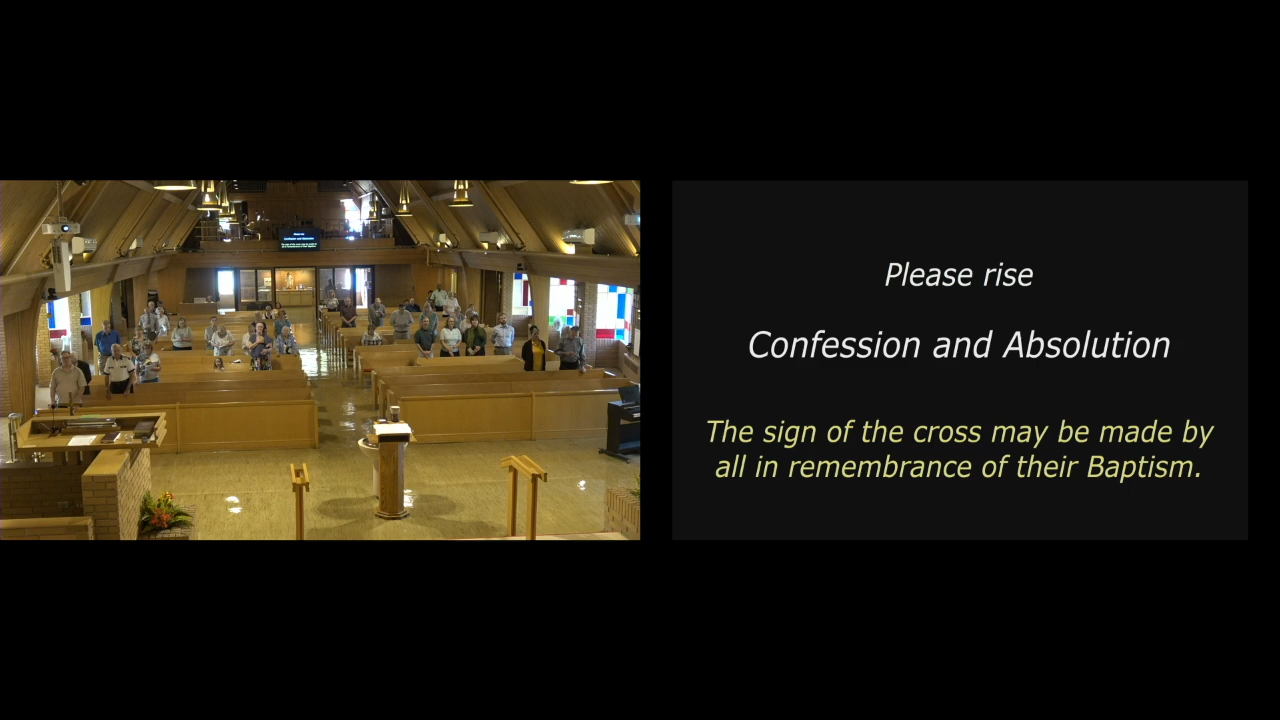 Please rise
Confession and Absolution
The sign of the cross may be made by
all in remembrance of their Baptism.